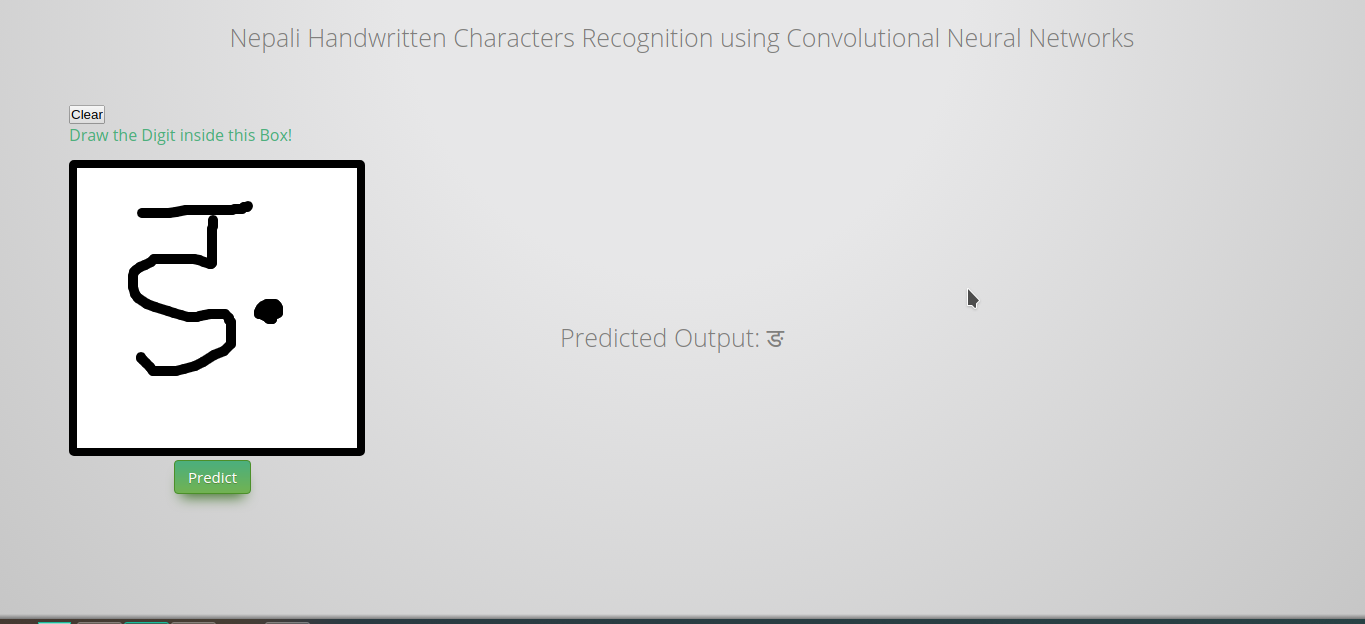 Nepali Handwritten Characters Recognition using Convolutional Neural Networks
Clear
Draw the Digit inside this Box!
ङ
Predicted Output: ङ
Predict